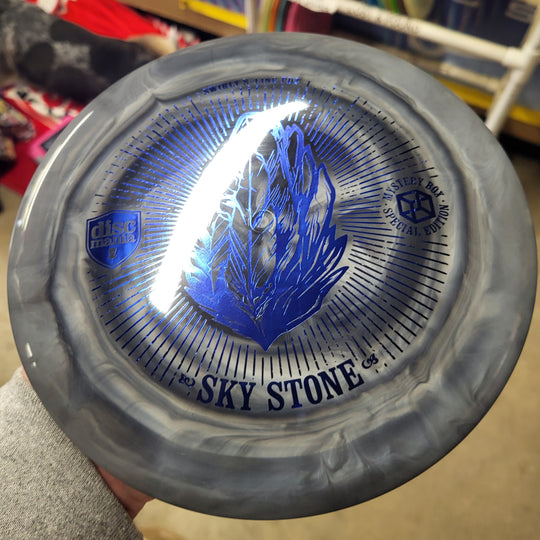 disc
mania
MYSTERY BOX
SPECIAL EDITION
SKY STONE